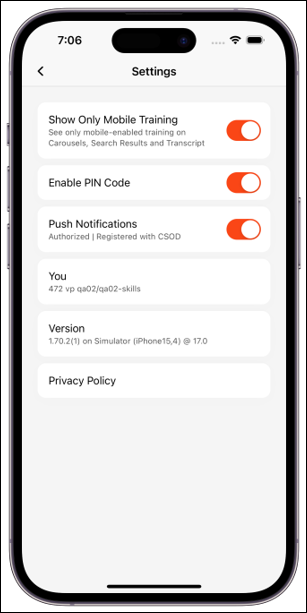 7:06
Settings
Show Only Mobile Training
See only mobile-enabled training on
Carousels, Search Results and Transcript
Enable PIN Code
Push Notifications
Authorized | Registered with CSOD
You
472 vp qa02/qa02-skills
Version
1.70.2(1) on Simulator (iPhone15,4) @ 17.0
Privacy Policy